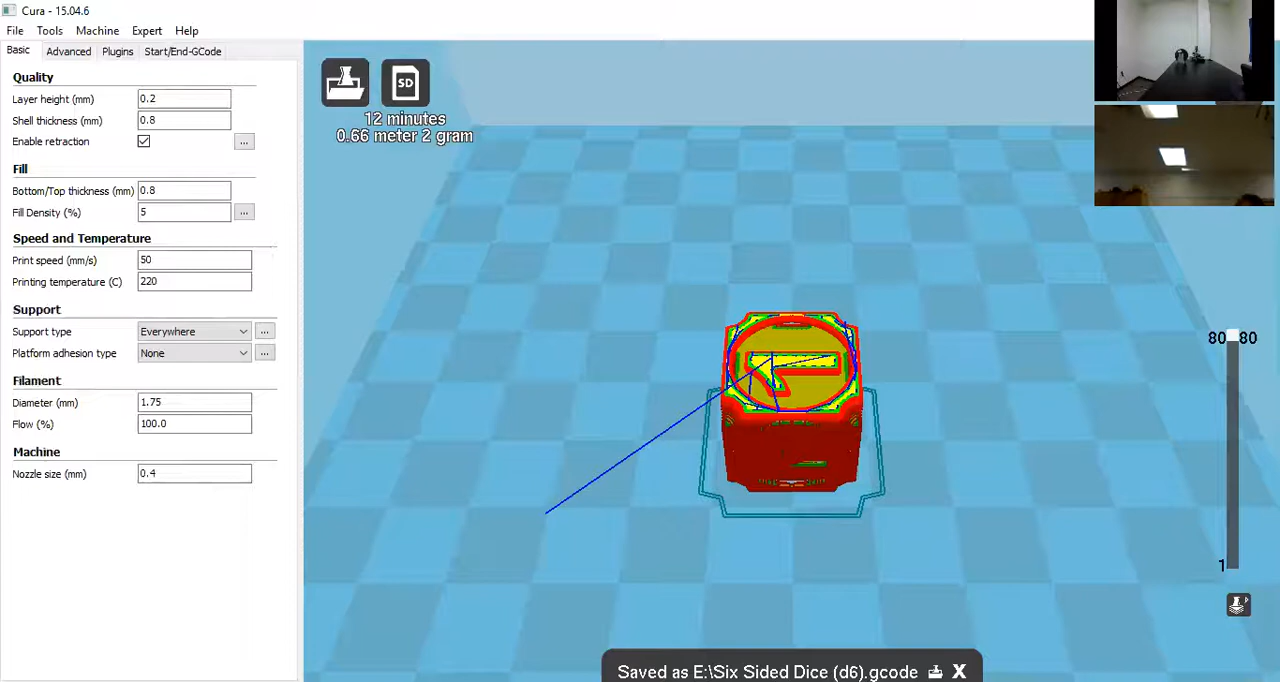 Cura - 15.04.6
File Tools Machine Expert Help
Basic Advanced Plugins Start/End-GCode
Quality
Layer height (mm) 0.2
Shell thickness (mm) 0.8
Enable retraction ...
Fill
Bottom/Top thickness (mm) 0.8
Fill Density (%) 5 ...
Speed and Temperature
Print speed (mm/s) 50
Printing temperature (C) 220
Support
Support type Everywhere ...
Platform adhesion type None ...
Filament
Diameter (mm) 1.75
Flow (%) 100.0
Machine
Nozzle size (mm) 0.4
SD
12 minutes
0.66 meter 2 gram
1
80 80
1
Saved as E:\Six Sided Dice (d6).gcode X